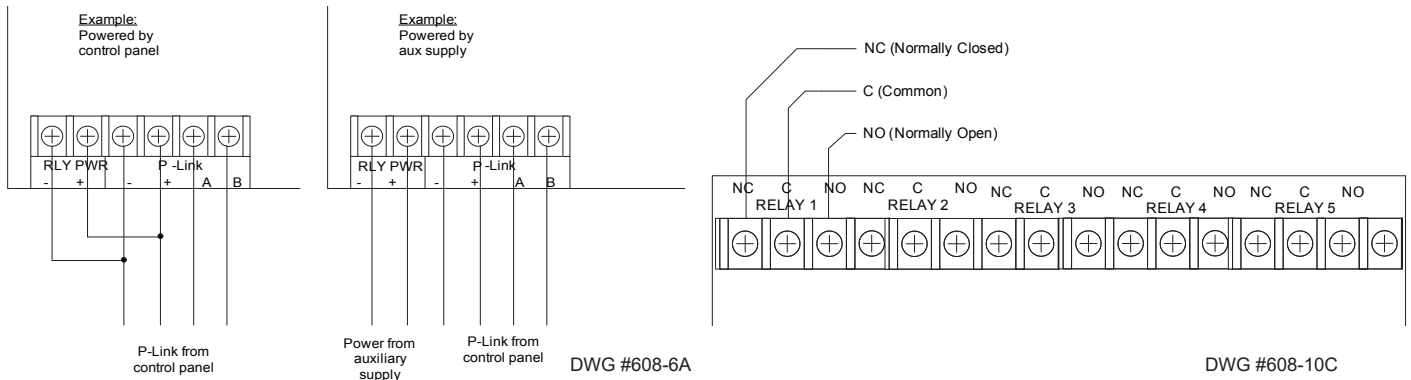 Example:
Powered by
control panel
RLY PWR P -Link
- + - + A B
P-Link from
control panel
Example:
Powered by
aux supply
RLY PWR P -Link
- + - + A B
Power from
auxiliary
supply
P-Link from
control panel
DWG #608-6A
NC (Normally Closed)
C (Common)
NO (Normally Open)
NC C NO NC C NO NC C NO NC C NO NC C NO
RELAY 1 RELAY 2 RELAY 3 RELAY 4 RELAY 5
DWG #608-10C